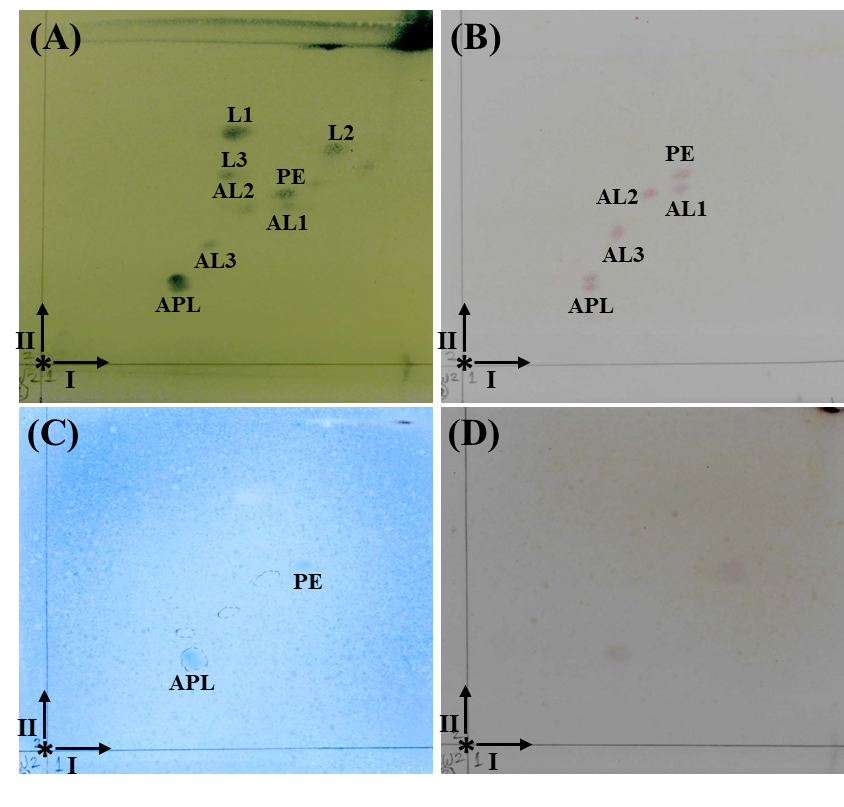 (A)
L1
L2
L3
PE
AL2
AL1
AL3
APL
II
*
I
(B)
PE
AL2
AL1
AL3
APL
II
*
I
(C)
PE
APL
II
*
I
(D)
II
*
I